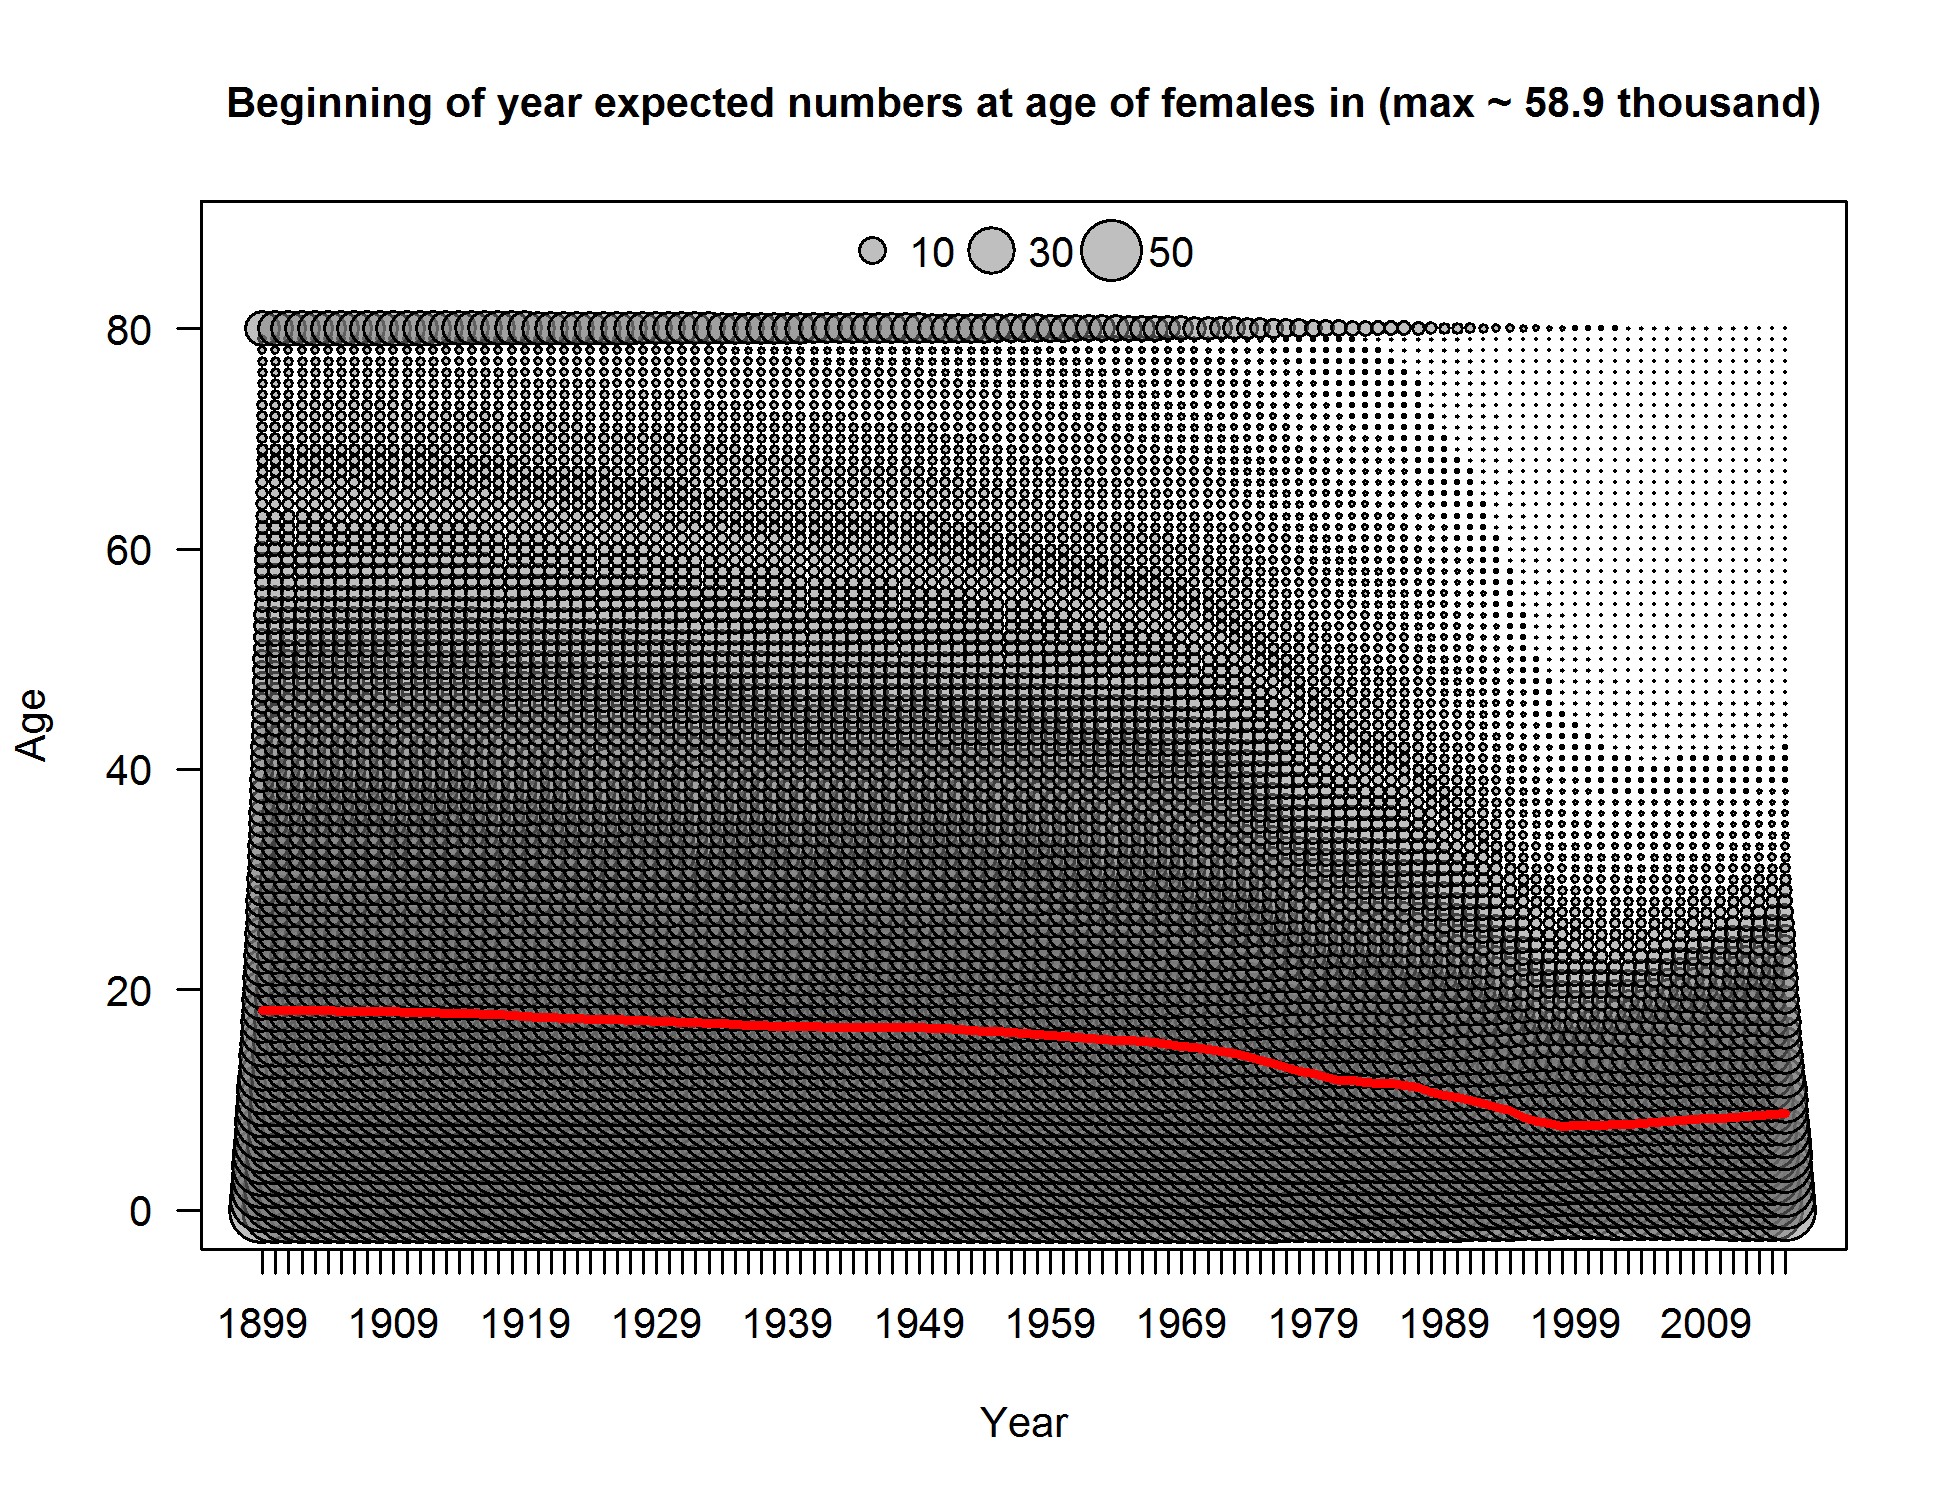 Beginning of year expected numbers at age of females in (max ~ 58.9 thousand)
10 30 50
80
60
40
20
0
Age
1899 1909 1919 1929 1939 1949 1959 1969 1979 1989 1999 2009
Year